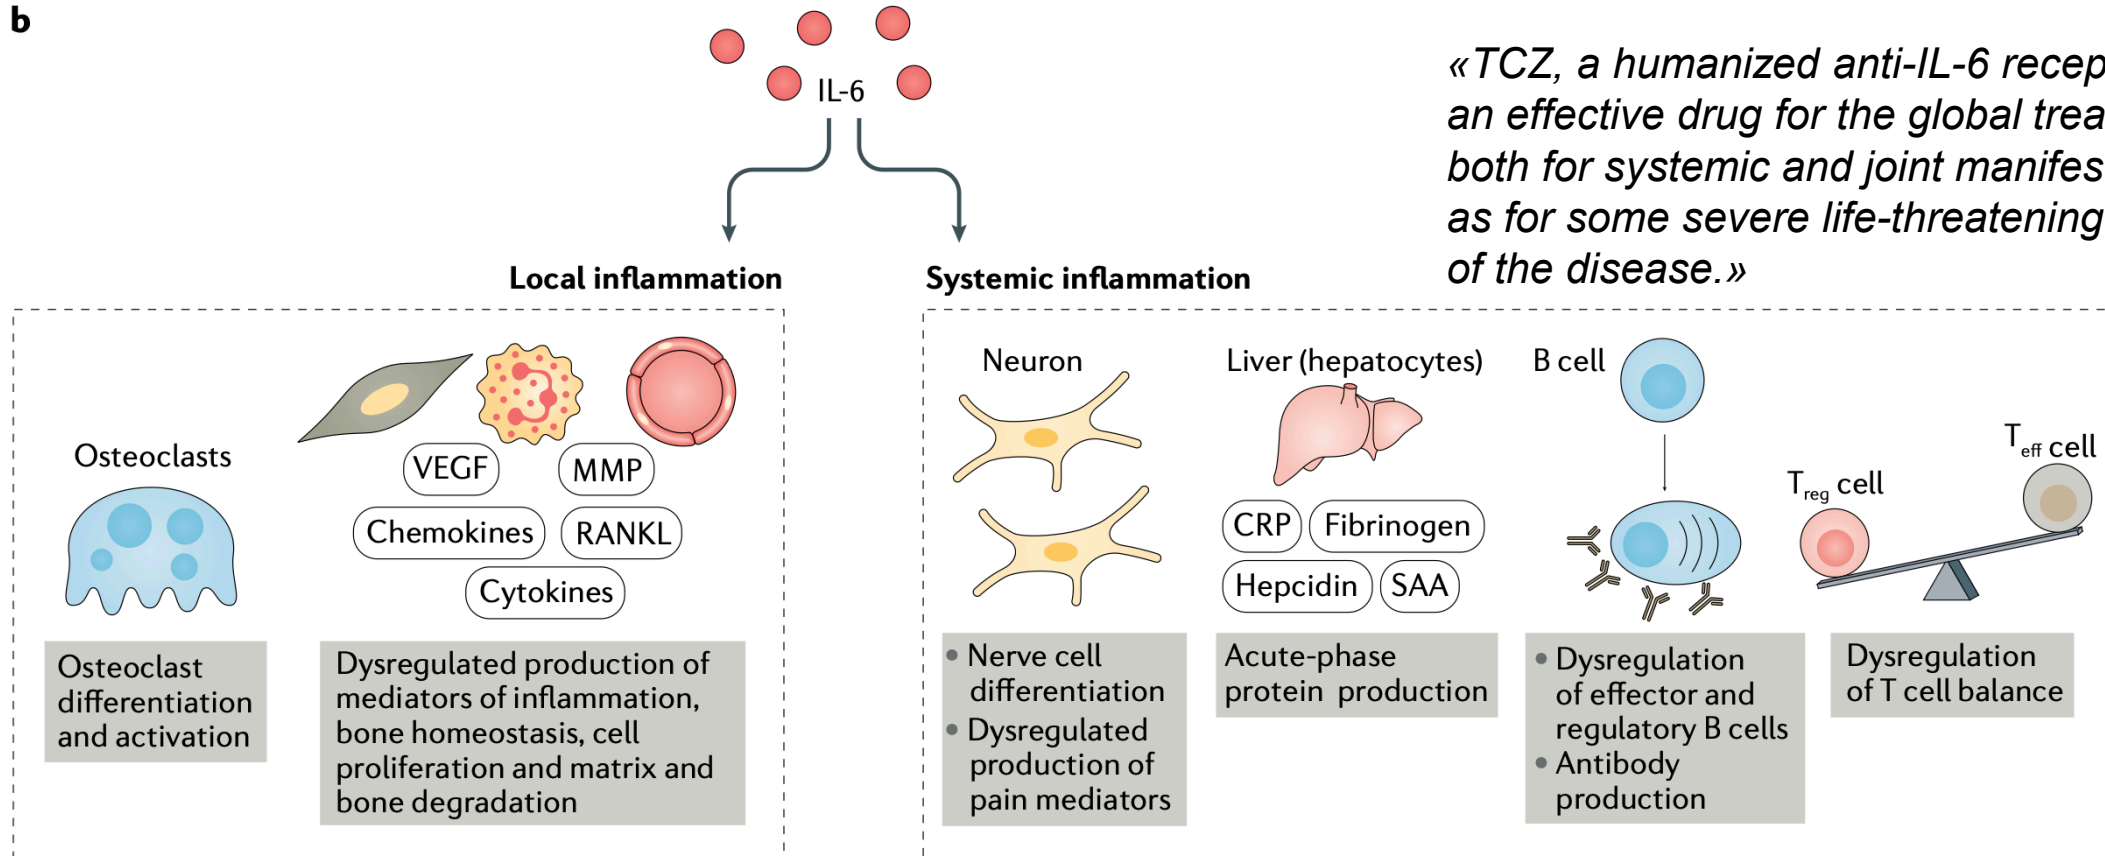 b
IL-6
«TCZ, a humanized anti-IL-6 recep
an effective drug for the global trea
both for systemic and joint manifes
as for some severe life-threatening
of the disease.»
Local inflammation
Systemic inflammation
Osteoclasts
VEGF
MMP
Chemokines
RANKL
Cytokines
Osteoclast
differentiation
and activation
Dysregulated production of
mediators of inflammation,
bone homeostasis, cell
proliferation and matrix and
bone degradation
Neuron
• Nerve cell
differentiation
• Dysregulated
production of
pain mediators
Liver (hepatocytes)
CRP
Fibrinogen
Hepcidin
SAA
Acute-phase
protein production
B cell
• Dysregulation
of effector and
regulatory B cells
• Antibody
production
Treg cell
Teff cell
Dysregulation
of T cell balance